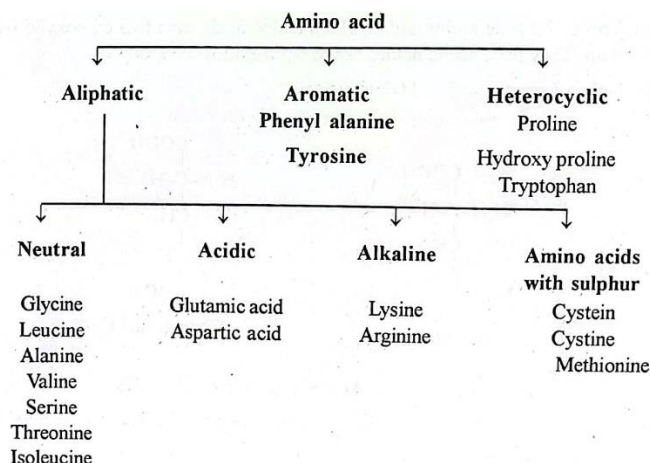 Amino acid
Aliphatic
Aromatic
Phenyl alanine
Tyrosine
Heterocyclic
Proline
Hydroxy proline
Tryptophan
Neutral
Glycine
Leucine
Alanine
Valine
Serine
Threonine
Isoleucine
Acidic
Glutamic acid
Aspartic acid
Alkaline
Lysine
Arginine
Amino acids
with sulphur
Cystein
Cystine
Methionine